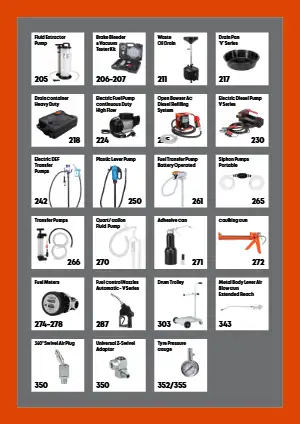 Fluid Extractor
Pump
205
Brake Bleeder
a Vacuum
Tester Kit
206-207
Waste
Oil Drain
211
Drain Pan
'V' Series
217
Drain container
Heavy Duty
218
Electric Fuel Pump
continuous Duty
High Flow
224
Open Bowser Ac
Diesel Refilling
System
Electric Diesel Pump
V Series
230
Electric DEF
Transfer
Pumps
242
Plastic Lever Pump
250
Fuel Transfer Pump
Battery Operated
261
Siphon Pumps
Portable
265
Transfer Pumps
266
Quart/Gallon
Fluid Pump
270
Adhesive can
271
caulking Gun
272
Fuel Meters
274-278
Fuel control Nozzles
Automatic - V Series
287
Drum Trolley
303
Metal Body Lever Air
Blow Gun
Extended Reach
343
360° Swivel Air Plug
350
Universal Z-Swivel
Adaptor
350
Tyre Pressure
Gauge
352/355